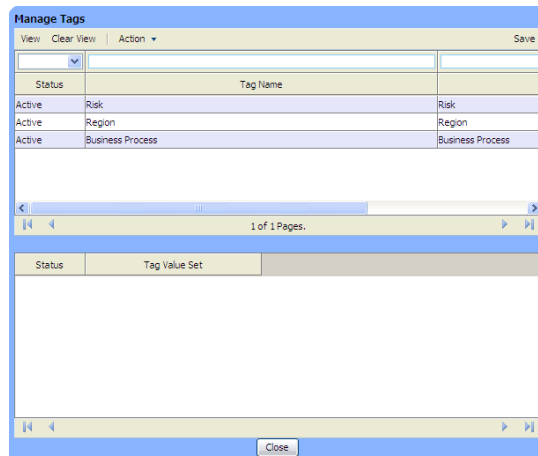 Manage Tags
View Clear View Action Save
Status Tag Name
Active Risk Risk
Active Region Region
Active Business Process Business Process
1 of 1 Pages.
Status Tag Value Set
Close